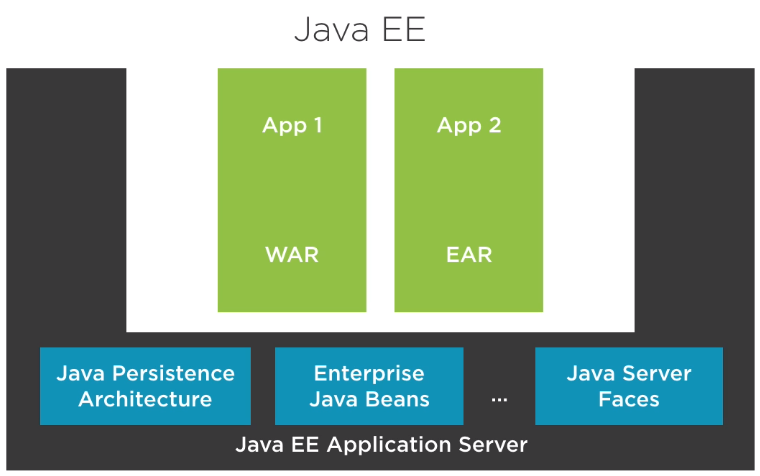 Java EE
App 1
App 2
WAR
EAR
Java Persistence
Architecture
Enterprise
Java Beans
...
Java Server
Faces
Java EE Application Server